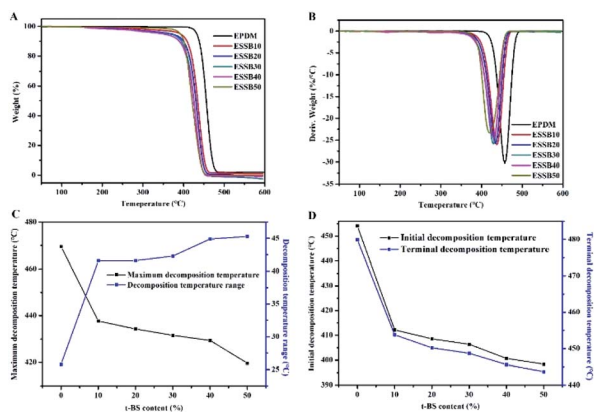 A
Weight (%)
100
80
60
40
20
0
EPDM
ESSB10
ESSB20
ESSB30
ESSB40
ESSB50
100
200
300
400
500
600
Temeperature (°C)
B
Deriv. Weight (%/°C)
0
-5
-10
-15
-20
-25
-30
-35
EPDM
ESSB10
ESSB20
ESSB30
ESSB40
ESSB50
100
200
300
400
500
600
Temeperature (°C)
C
Maximum decomposition temperature (°C)
480
460
440
420
Maximum decomposition temperature
Decomposition temperature range
45
40
35
30
25
Decomposition temperature range (°C)
0
10
20
30
40
50
t-BS content (%)
D
Initial decomposition temperature (°C)
450
440
430
420
410
400
390
Initial decomposition temperature
Terminal decomposition temperature
480
470
460
450
440
Terminal decomposition temperature (°C)
0
10
20
30
40
50
t-BS content (%)